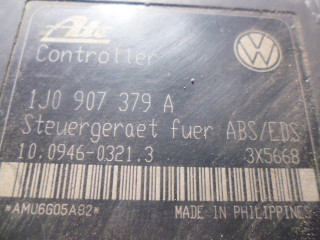 Ate
Controller
1J0 907 379 A
Steuergeraet fuer ABS/EDS
10.0946-0321.3 3X5668
*AMU6G05A82* MADE IN PHILIPPINES